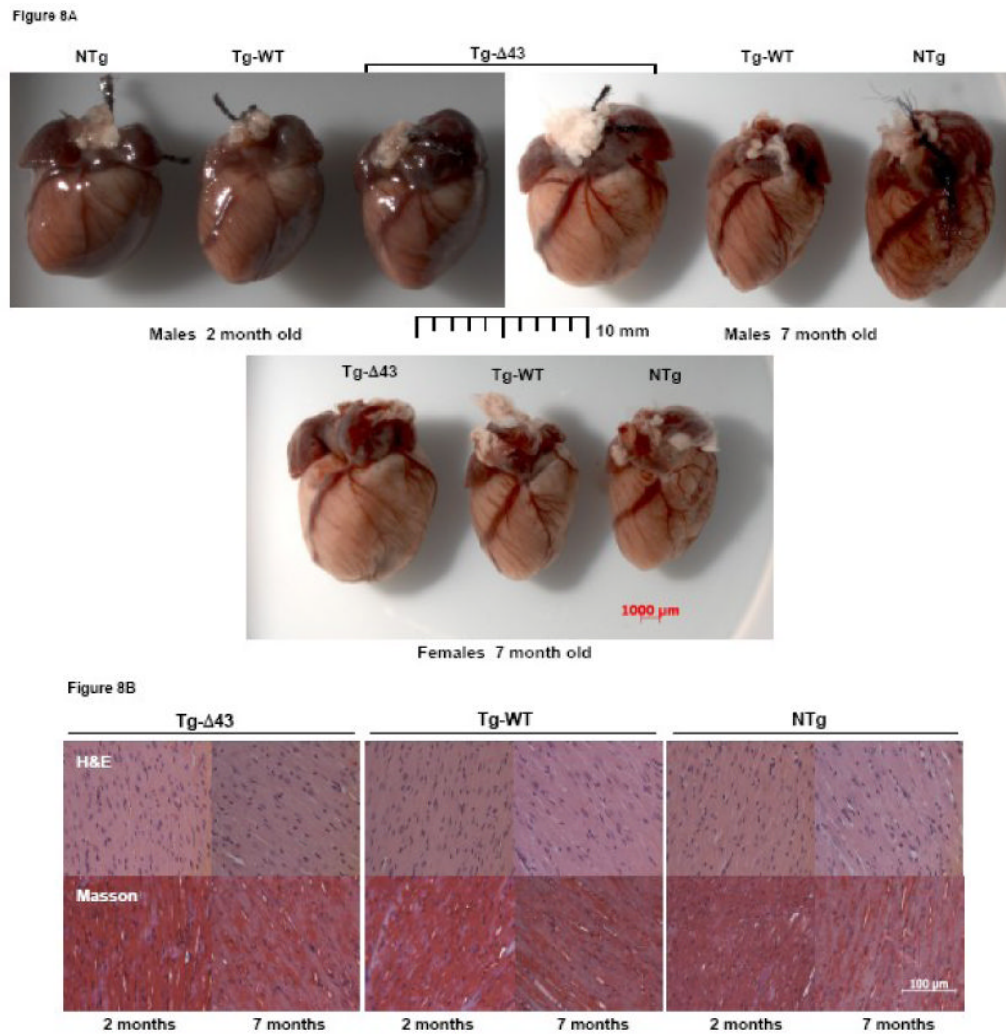 Figure 8A
NTg Tg-WT Tg-Δ43 Tg-WT NTg
Males 2 month old 10 mm Males 7 month old
Tg-Δ43 Tg-WT NTg
1000 µm
Females 7 month old
Figure 8B
Tg-Δ43 Tg-WT NTg
H&E
Masson
100 µm
2 months 7 months 2 months 7 months 2 months 7 months